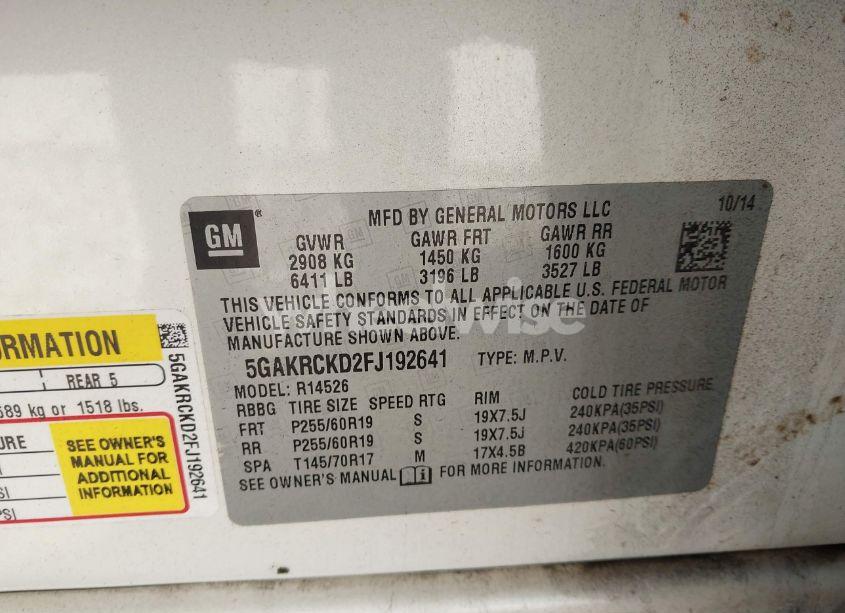 GM
MFD BY GENERAL MOTORS LLC
10/14
GVWR GAWR FRT GAWR RR
2908 KG 1450 KG 1600 KG
6411 LB 3196 LB 3527 LB
THIS VEHICLE CONFORMS TO ALL APPLICABLE U.S. FEDERAL MOTOR
VEHICLE SAFETY STANDARDS IN EFFECT ON THE DATE OF
MANUFACTURE SHOWN ABOVE.
5GAKRCKD2FJ192641 TYPE: M.P.V.
MODEL: R14526
RBBG TIRE SIZE SPEED RTG RIM COLD TIRE PRESSURE
FRT P255/60R19 S 19X7.5J 240KPA(35PSI)
RR P255/60R19 S 19X7.5J 240KPA(35PSI)
SPA T145/70R17 M 17X4.5B 420KPA(60PSI)
SEE OWNER'S MANUAL FOR MORE INFORMATION.
ORMATION
REAR 5
689 kg or 1518 lbs.
SEE OWNER'S
MANUAL FOR
ADDITIONAL
INFORMATION
5GAKRCKD2FJ192641